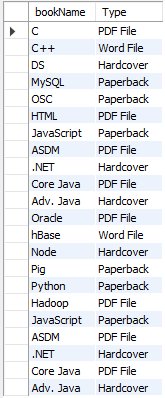 bookName Type
C PDF File
C++ Word File
DS Hardcover
MySQL Paperback
OSC Paperback
HTML PDF File
JavaScript Paperback
ASDM PDF File
.NET Hardcover
Core Java PDF File
Adv. Java Hardcover
Oracle PDF File
hBase Word File
Node Hardcover
Pig Paperback
Python Paperback
Hadoop PDF File
JavaScript Paperback
ASDM PDF File
.NET Hardcover
Core Java PDF File
Adv. Java Hardcover